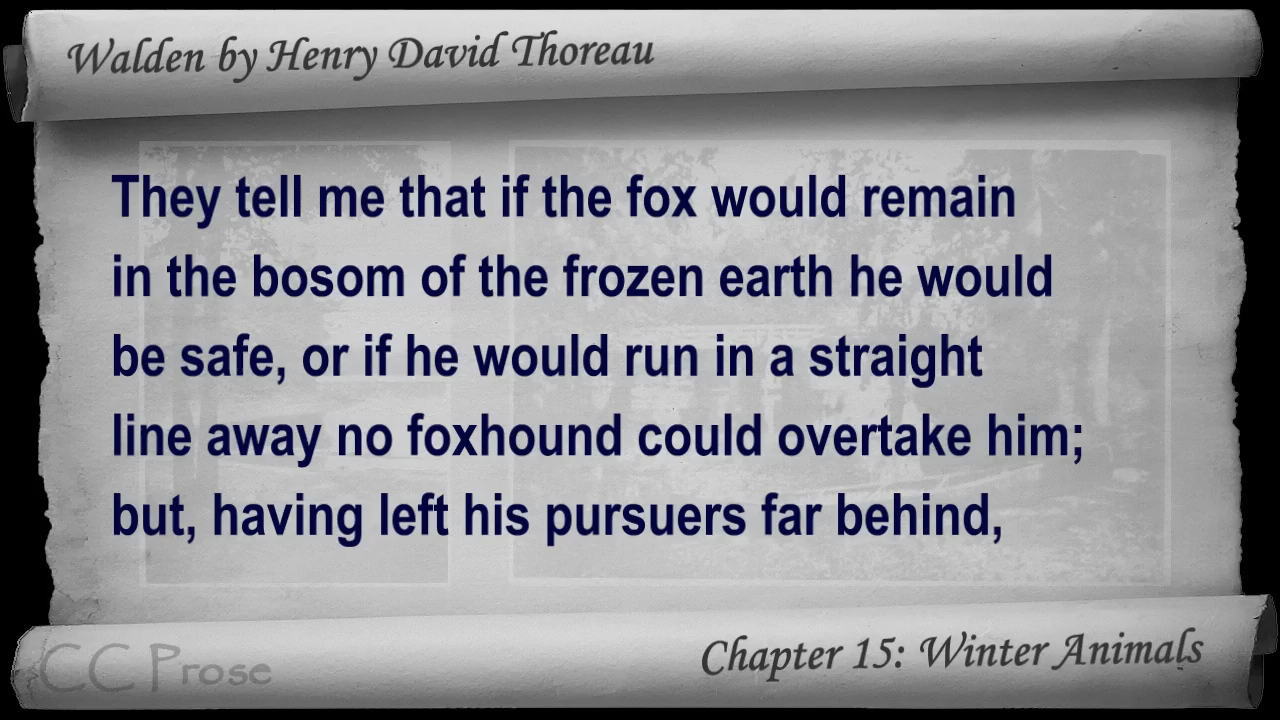 Walden by Henry David Thoreau
They tell me that if the fox would remain
in the bosom of the frozen earth he would
be safe, or if he would run in a straight
line away no foxhound could overtake him;
but, having left his pursuers far behind,
CC Prose
Chapter 15: Winter Animals